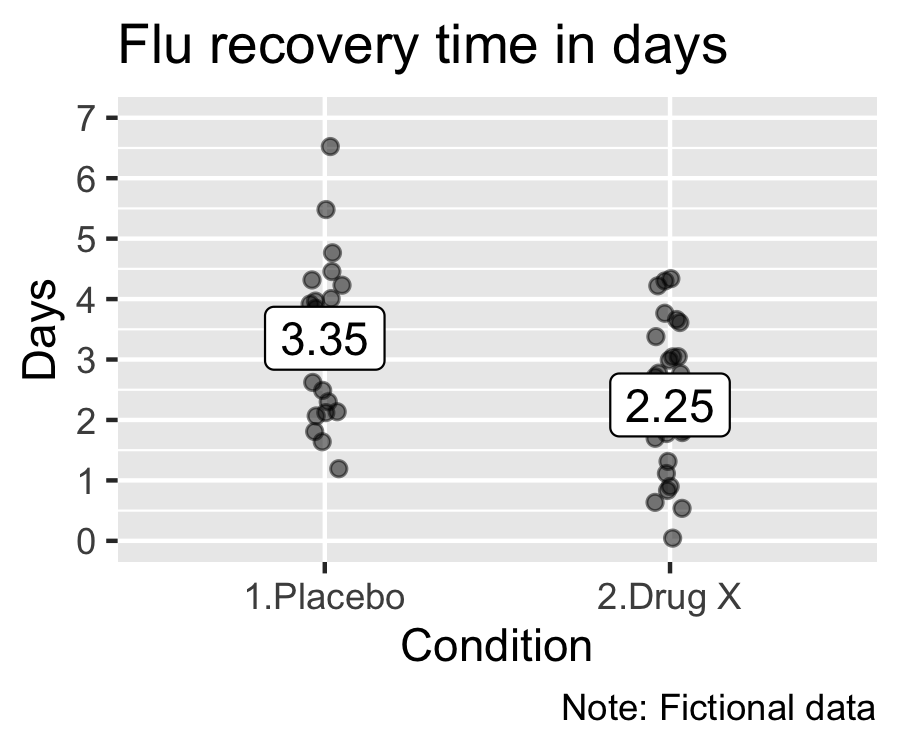 Flu recovery time in days
Days
7
6
5
4
3
2
1
0
3.35
2.25
1.Placebo 2.Drug X
Condition
Note: Fictional data